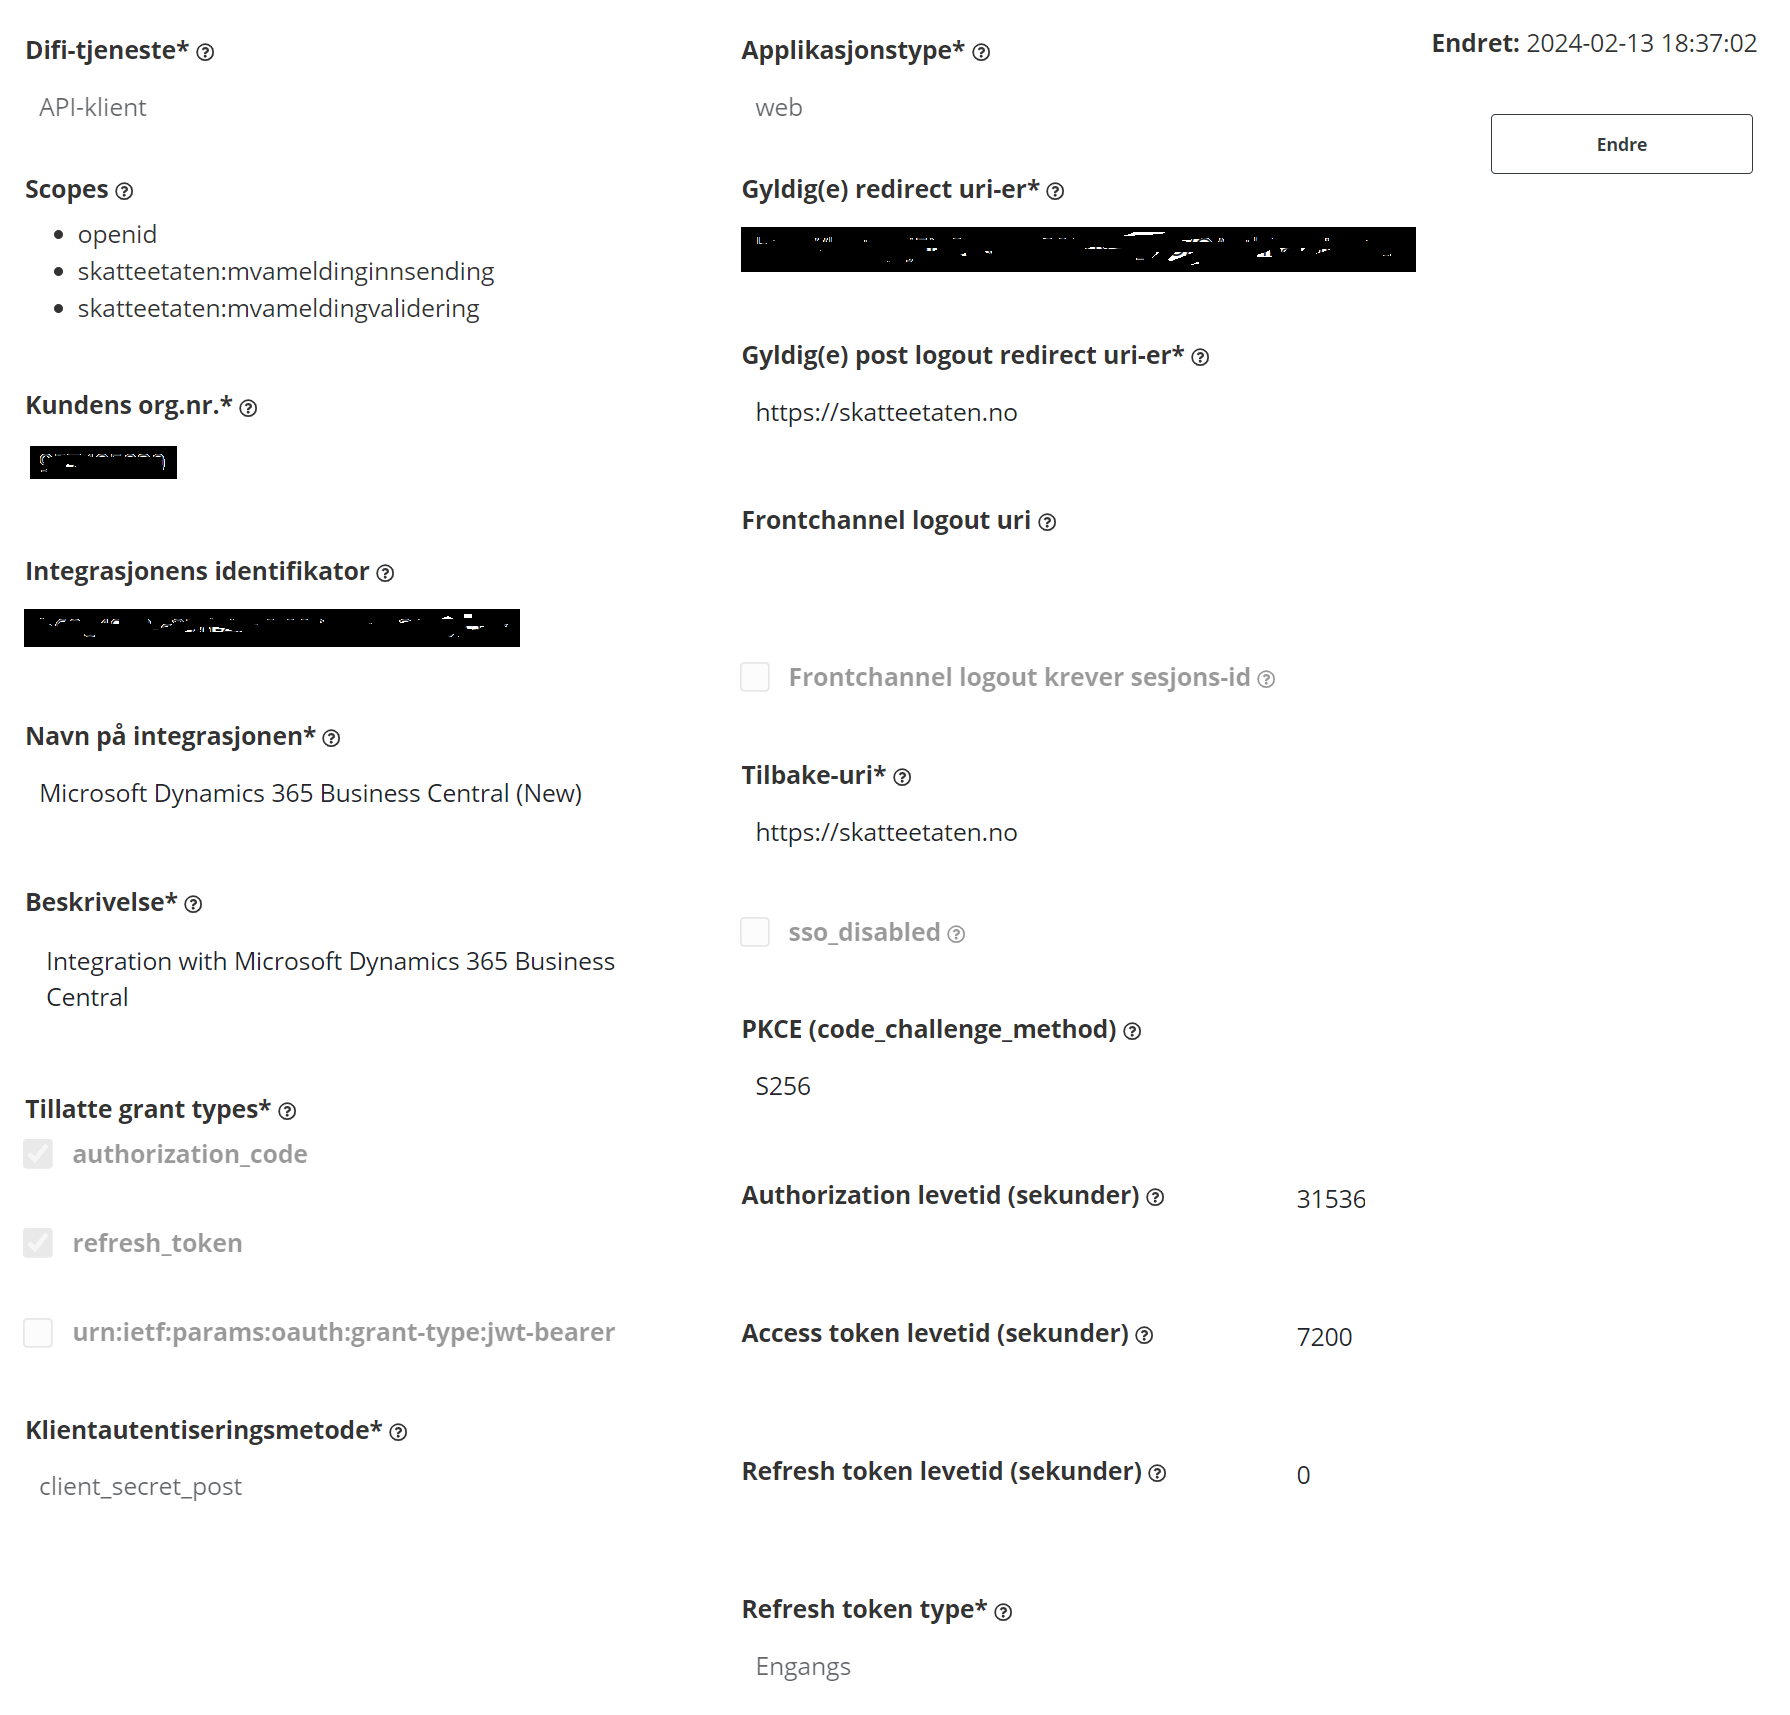 Difi-tjeneste*
API-klient
Scopes
openid
skatteetaten:mvameldinginnsending
skatteetaten:mvameldingvalidering
Kundens org.nr.*
Integrasjonens identifikator
Navn på integrasjonen*
Microsoft Dynamics 365 Business Central (New)
Beskrivelse*
Integration with Microsoft Dynamics 365 Business
Central
Tillatte grant types*
authorization_code
refresh_token
urn:ietf:params:oauth:grant-type:jwt-bearer
Klientautentiseringsmetode*
client_secret_post
Applikasjonstype*
web
Gyldig(e) redirect uri-er*
Gyldig(e) post logout redirect uri-er*
https://skatteetaten.no
Frontchannel logout uri
Frontchannel logout krever sesjons-id
Tilbake-uri*
https://skatteetaten.no
sso_disabled
PKCE (code_challenge_method)
S256
Authorization levetid (sekunder) 31536
Access token levetid (sekunder) 7200
Refresh token levetid (sekunder) 0
Refresh token type*
Engangs
Endret: 2024-02-13 18:37:02
Endre